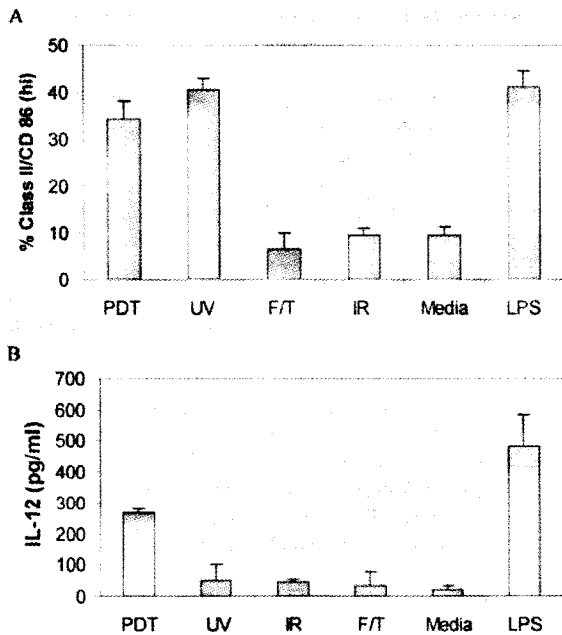 A
% Class II/CD 86 (hi)
50
40
30
20
10
0
PDT UV F/T IR Media LPS
B
IL-12 (pg/ml)
700
600
500
400
300
200
100
0
PDT UV IR F/T Media LPS